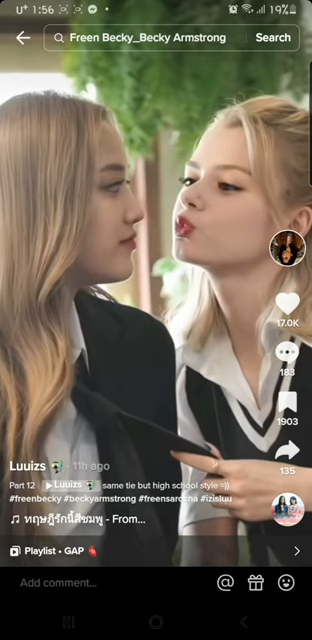 1:56
19%
Freen Becky_Becky Armstrong
Search
17.0K
183
1903
135
Luuizs · 11h ago
Part 12 ▶ Luuizs same tie but high school style =))
#freenbecky #beckyarmstrong #freensarocha #izisluu
ทฤษฎีรักนี้สีชมพู - From...
Playlist • GAP
Add comment...